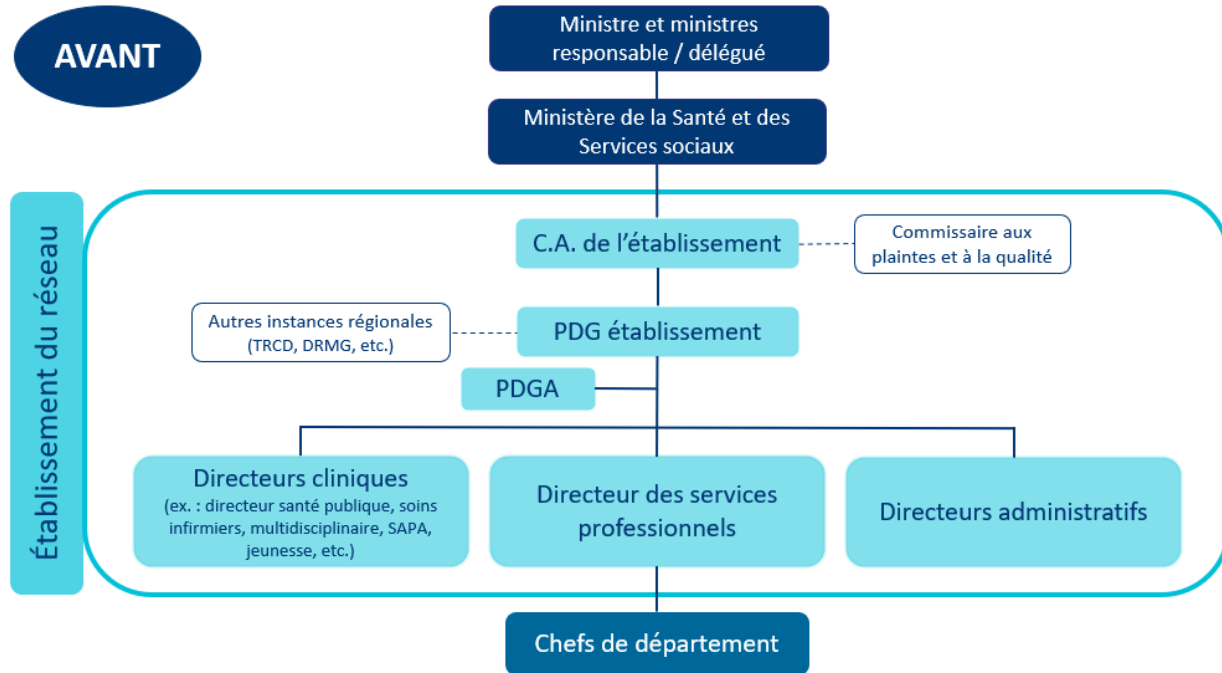 AVANT
Ministre et ministres
responsable / délégué
Ministère de la Santé et des
Services sociaux
Établissement du réseau
C.A. de l’établissement
Commissaire aux
plaintes et à la qualité
Autres instances régionales
(TRCD, DRMG, etc.)
PDG établissement
PDGA
Directeurs cliniques
(ex. : directeur santé publique, soins
infirmiers, multidisciplinaire, SAPA,
jeunesse, etc.)
Directeur des services
professionnels
Directeurs administratifs
Chefs de département